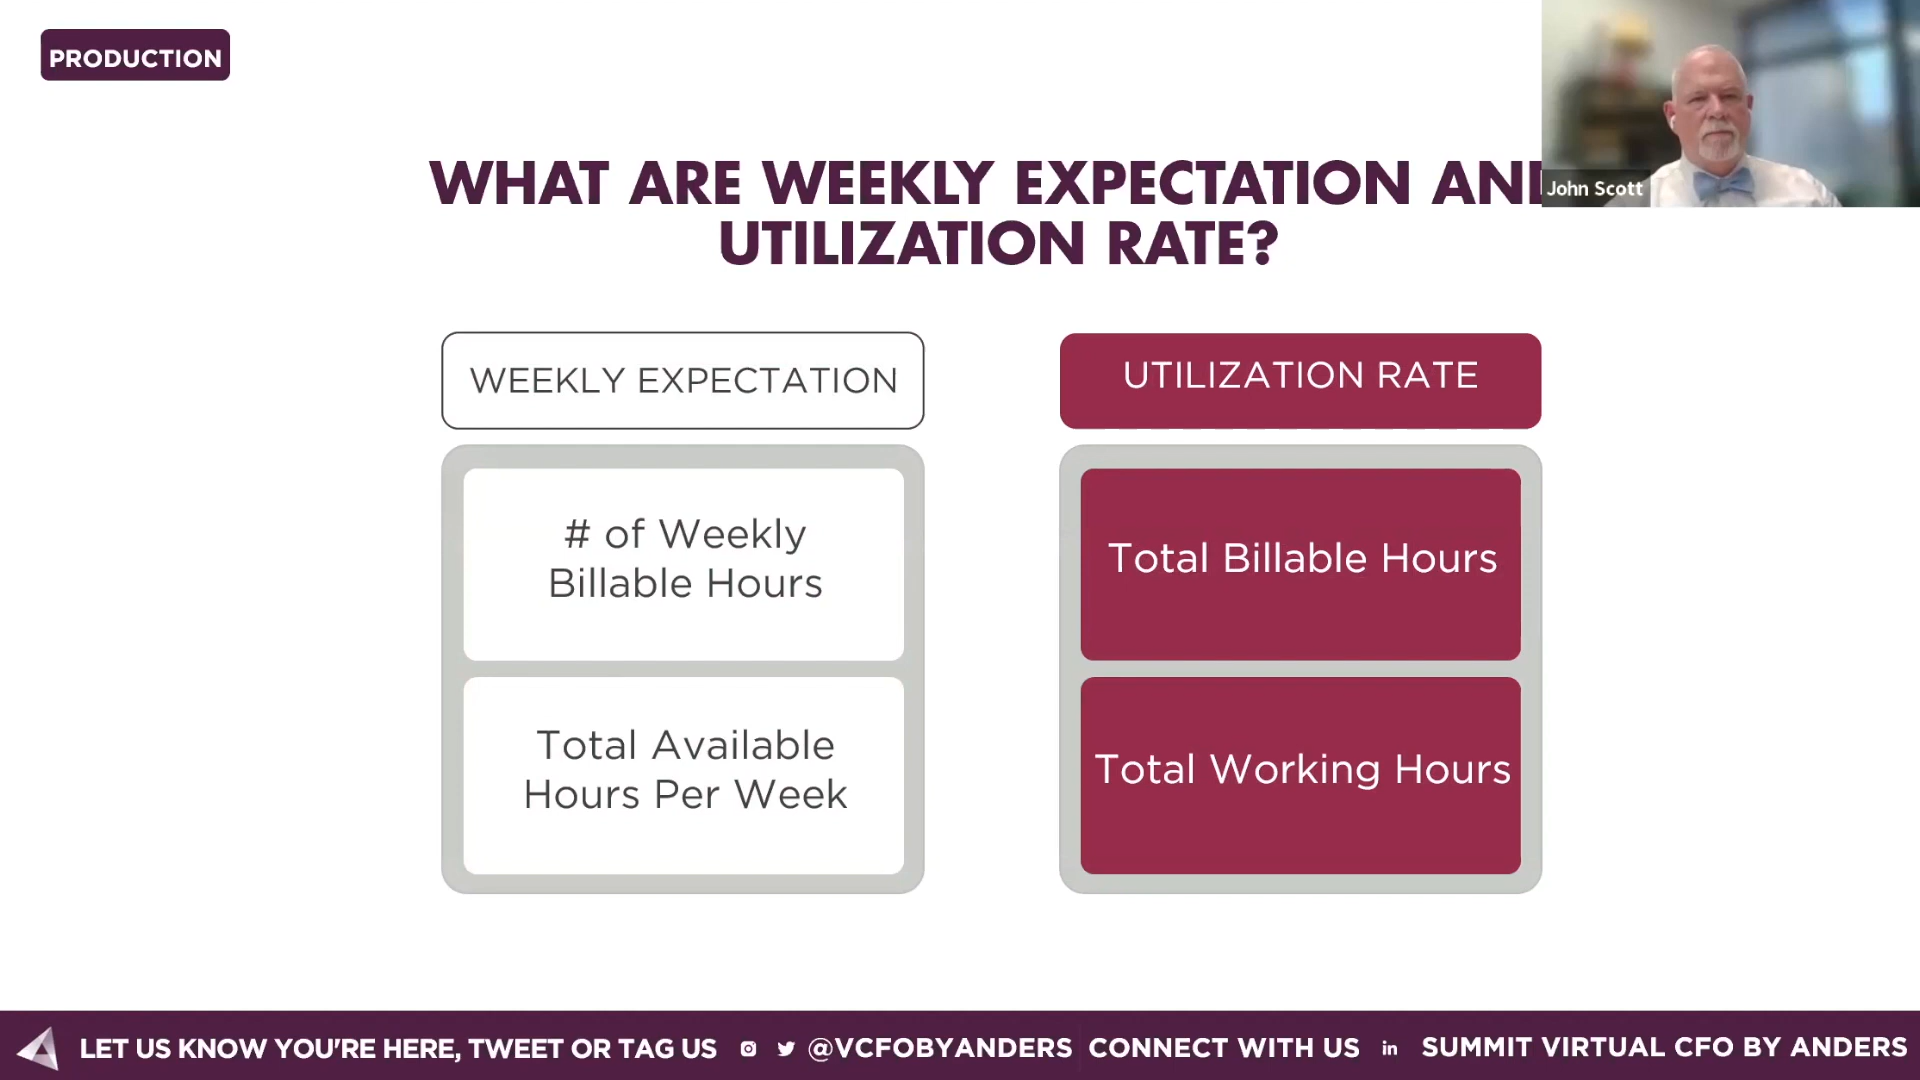 PRODUCTION
WHAT ARE WEEKLY EXPECTATION AND
UTILIZATION RATE?
John Scott
WEEKLY EXPECTATION
# of Weekly
Billable Hours
Total Available
Hours Per Week
UTILIZATION RATE
Total Billable Hours
Total Working Hours
LET US KNOW YOU'RE HERE, TWEET OR TAG US @VCFOBYANDERS CONNECT WITH US in SUMMIT VIRTUAL CFO BY ANDERS